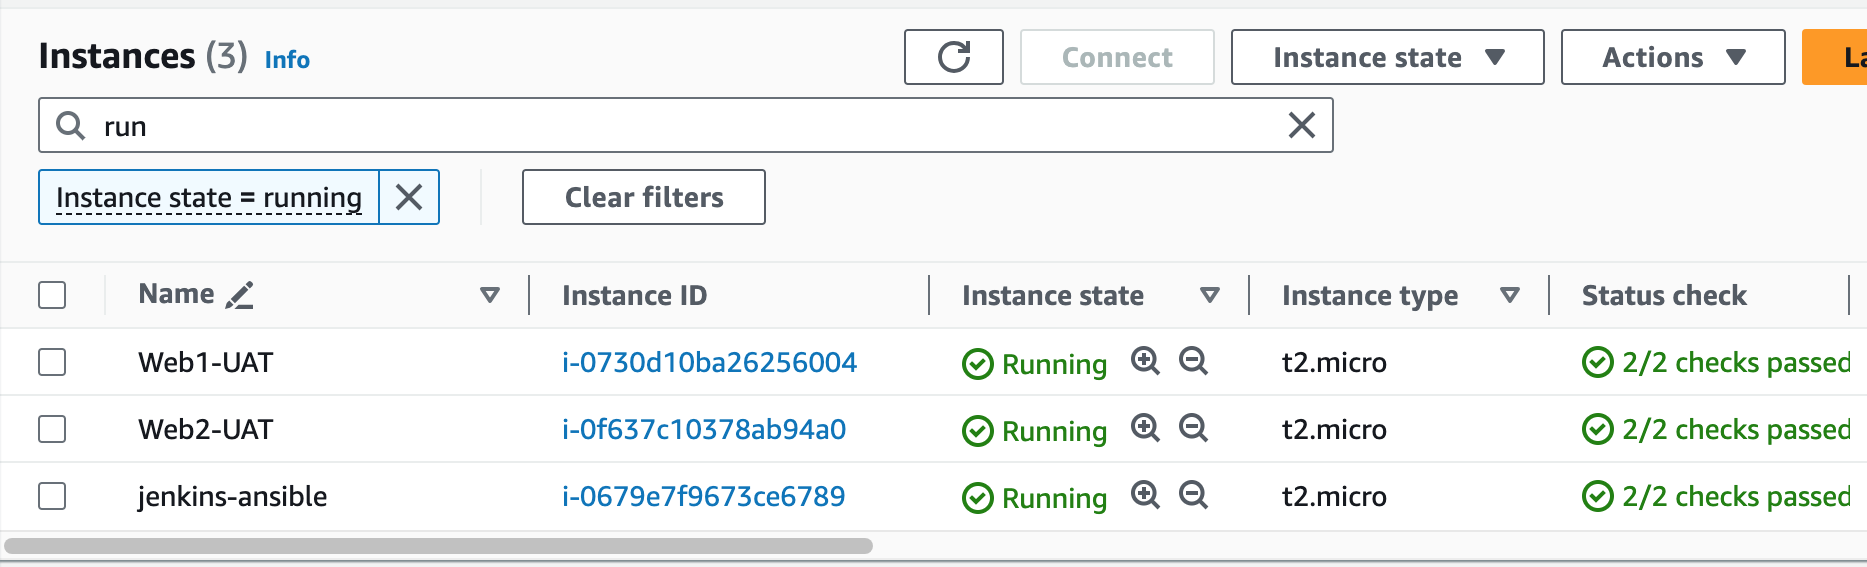 Instances (3) Info Connect Instance state Actions La
run
Instance state = running Clear filters
Name Instance ID Instance state Instance type Status check
Web1-UAT i-0730d10ba26256004 Running t2.micro 2/2 checks passed
Web2-UAT i-0f637c10378ab94a0 Running t2.micro 2/2 checks passed
jenkins-ansible i-0679e7f9673ce6789 Running t2.micro 2/2 checks passed